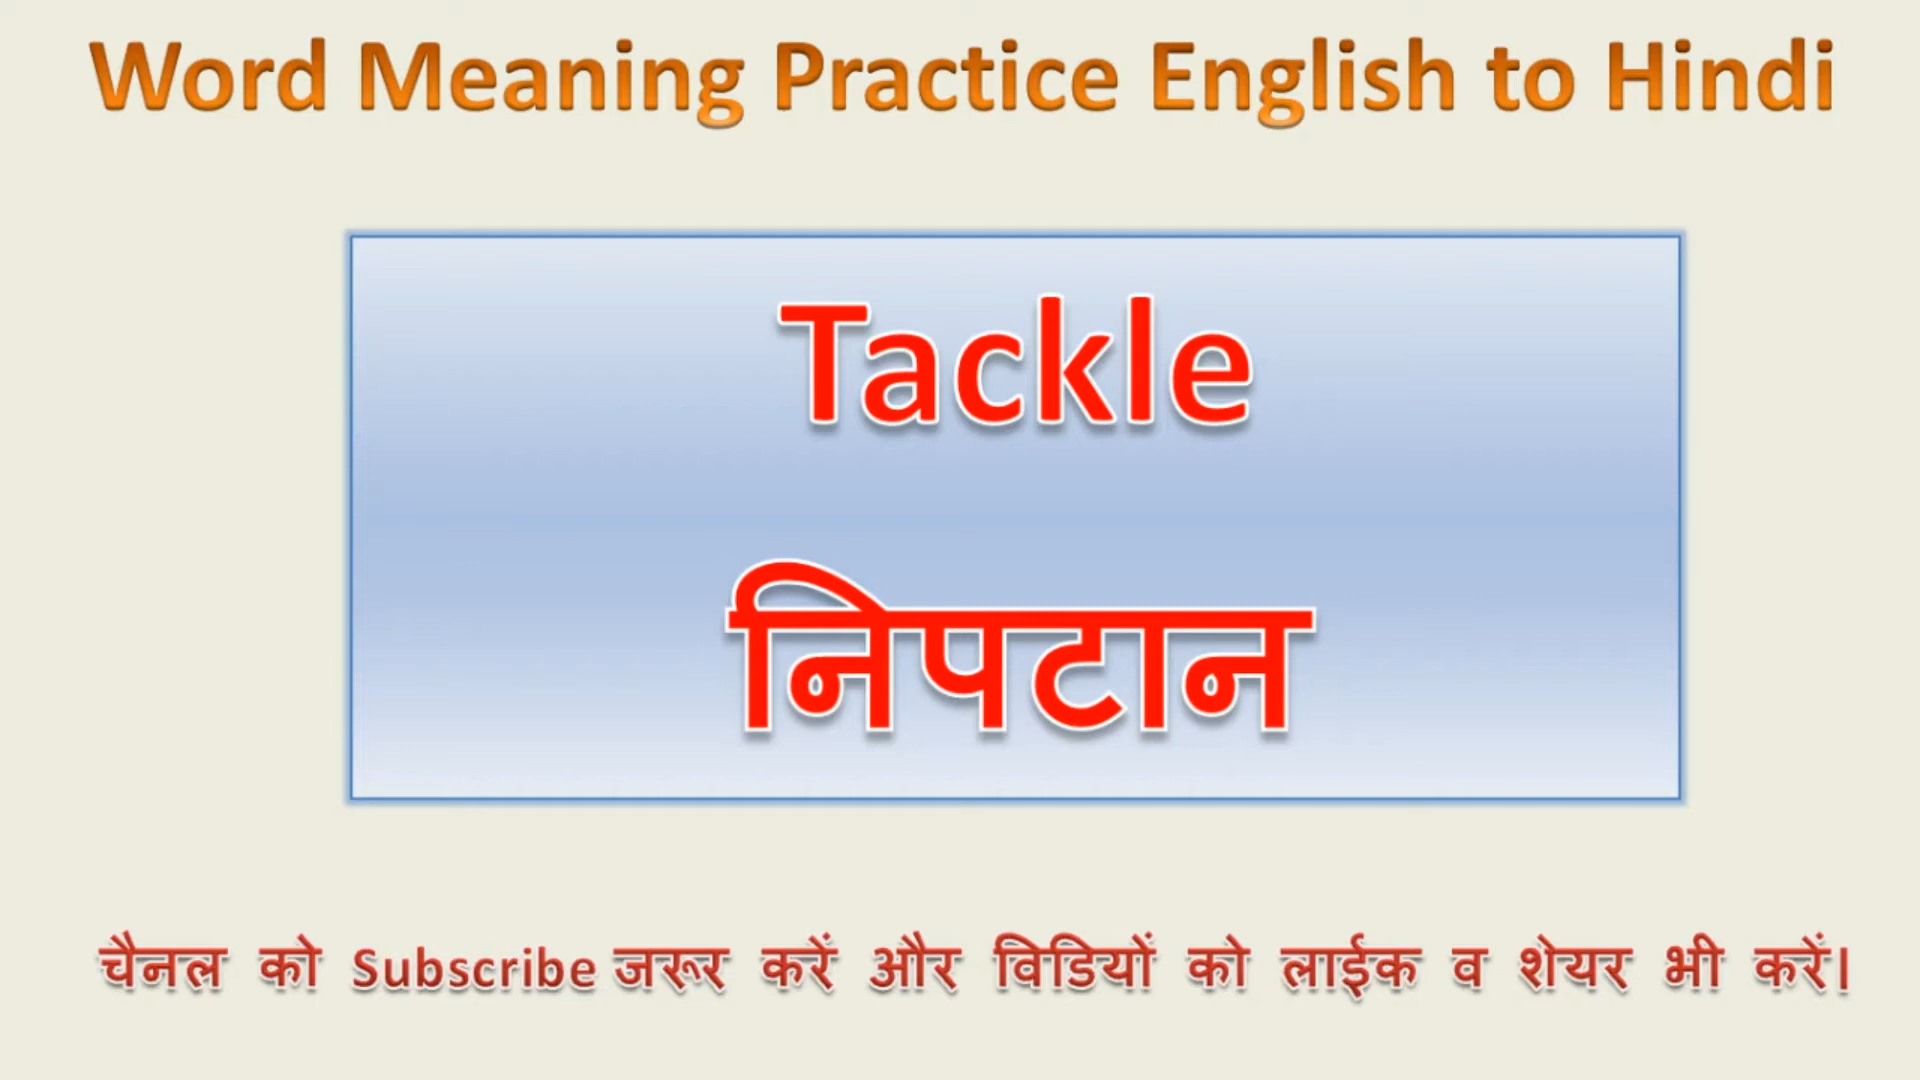 Word Meaning Practice English to Hindi
Tackle
निपटान
चैनल को Subscribe जरूर करें और विडियों को लाईक व शेयर भी करें।